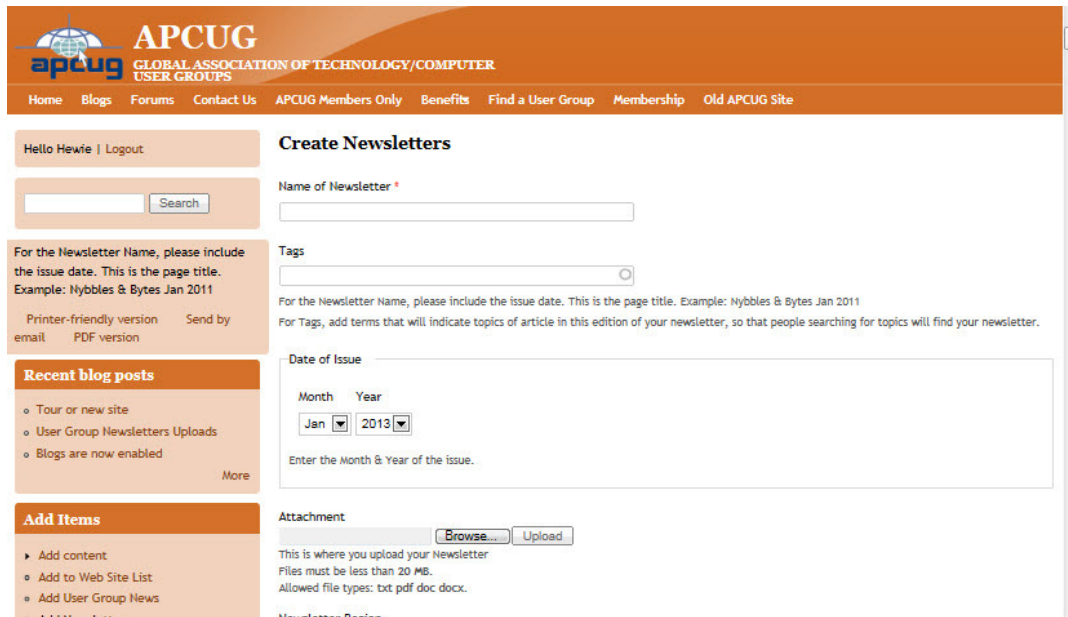 apcug
APCUG
GLOBAL ASSOCIATION OF TECHNOLOGY/COMPUTER
USER GROUPS
Home Blogs Forums Contact Us APCUG Members Only Benefits Find a User Group Membership Old APCUG Site
Hello Hewie | Logout
Search
For the Newsletter Name, please include
the issue date. This is the page title.
Example: Nybbles & Bytes Jan 2011
Printer-friendly version Send by
email PDF version
Recent blog posts
Tour or new site
User Group Newsletters Uploads
Blogs are now enabled
More
Add Items
Add content
Add to Web Site List
Add User Group News
Create Newsletters
Name of Newsletter *
Tags
For the Newsletter Name, please include the issue date. This is the page title. Example: Nybbles & Bytes Jan 2011
For Tags, add terms that will indicate topics of article in this edition of your newsletter, so that people searching for topics will find your newsletter.
Date of Issue
Month Year
Jan 2013
Enter the Month & Year of the issue.
Attachment
Browse... Upload
This is where you upload your Newsletter
Files must be less than 20 MB.
Allowed file types: txt pdf doc docx.